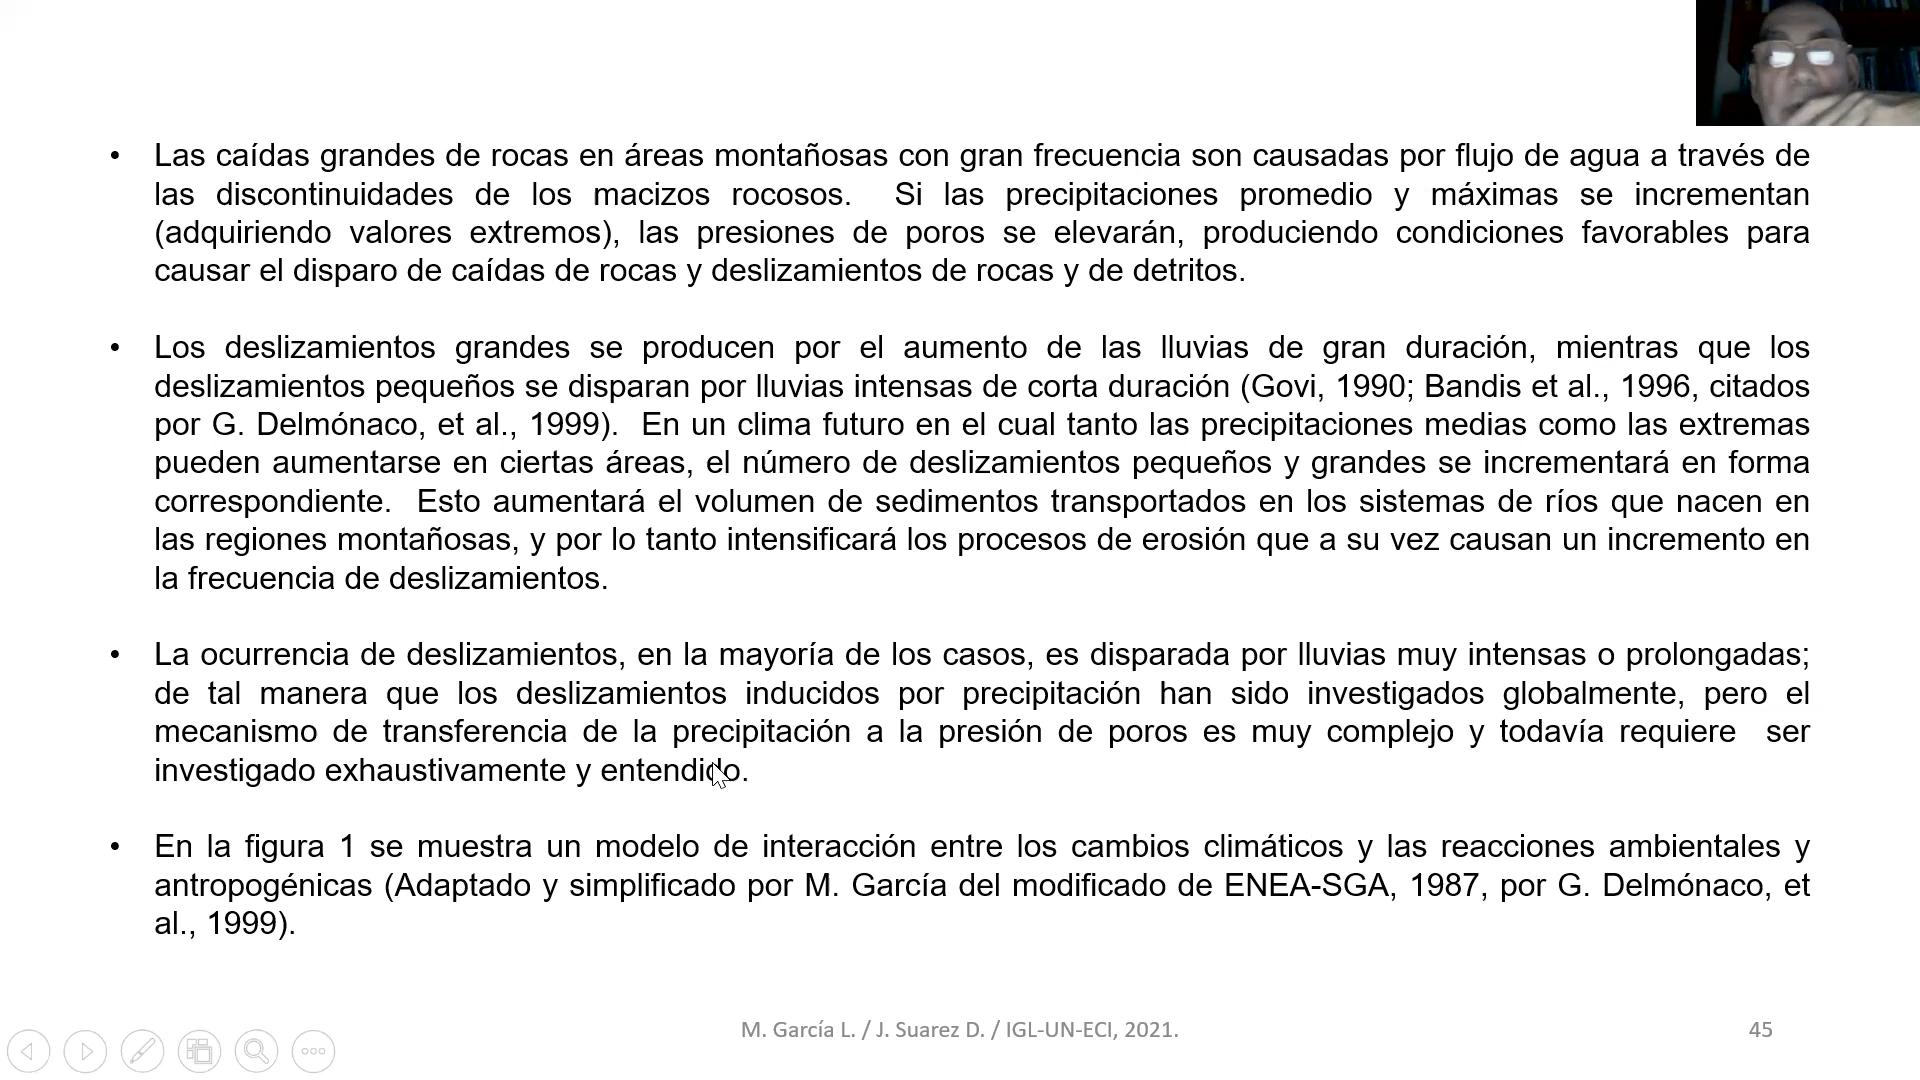 • Las caídas grandes de rocas en áreas montañosas con gran frecuencia son causadas por flujo de agua a través de
las discontinuidades de los macizos rocosos.  Si las precipitaciones promedio y máximas se incrementan
(adquiriendo valores extremos), las presiones de poros se elevarán, produciendo condiciones favorables para
causar el disparo de caídas de rocas y deslizamientos de rocas y de detritos.
• Los deslizamientos grandes se producen por el aumento de las lluvias de gran duración, mientras que los
deslizamientos pequeños se disparan por lluvias intensas de corta duración (Govi, 1990; Bandis et al., 1996, citados
por G. Delmónaco, et al., 1999).  En un clima futuro en el cual tanto las precipitaciones medias como las extremas
pueden aumentarse en ciertas áreas, el número de deslizamientos pequeños y grandes se incrementará en forma
correspondiente.  Esto aumentará el volumen de sedimentos transportados en los sistemas de ríos que nacen en
las regiones montañosas, y por lo tanto intensificará los procesos de erosión que a su vez causan un incremento en
la frecuencia de deslizamientos.
• La ocurrencia de deslizamientos, en la mayoría de los casos, es disparada por lluvias muy intensas o prolongadas;
de tal manera que los deslizamientos inducidos por precipitación han sido investigados globalmente, pero el
mecanismo de transferencia de la precipitación a la presión de poros es muy complejo y todavía requiere  ser
investigado exhaustivamente y entendido.
• En la figura 1 se muestra un modelo de interacción entre los cambios climáticos y las reacciones ambientales y
antropogénicas (Adaptado y simplificado por M. García del modificado de ENEA-SGA, 1987, por G. Delmónaco, et
al., 1999).
M. García L. / J. Suarez D. / IGL-UN-ECI, 2021.
45